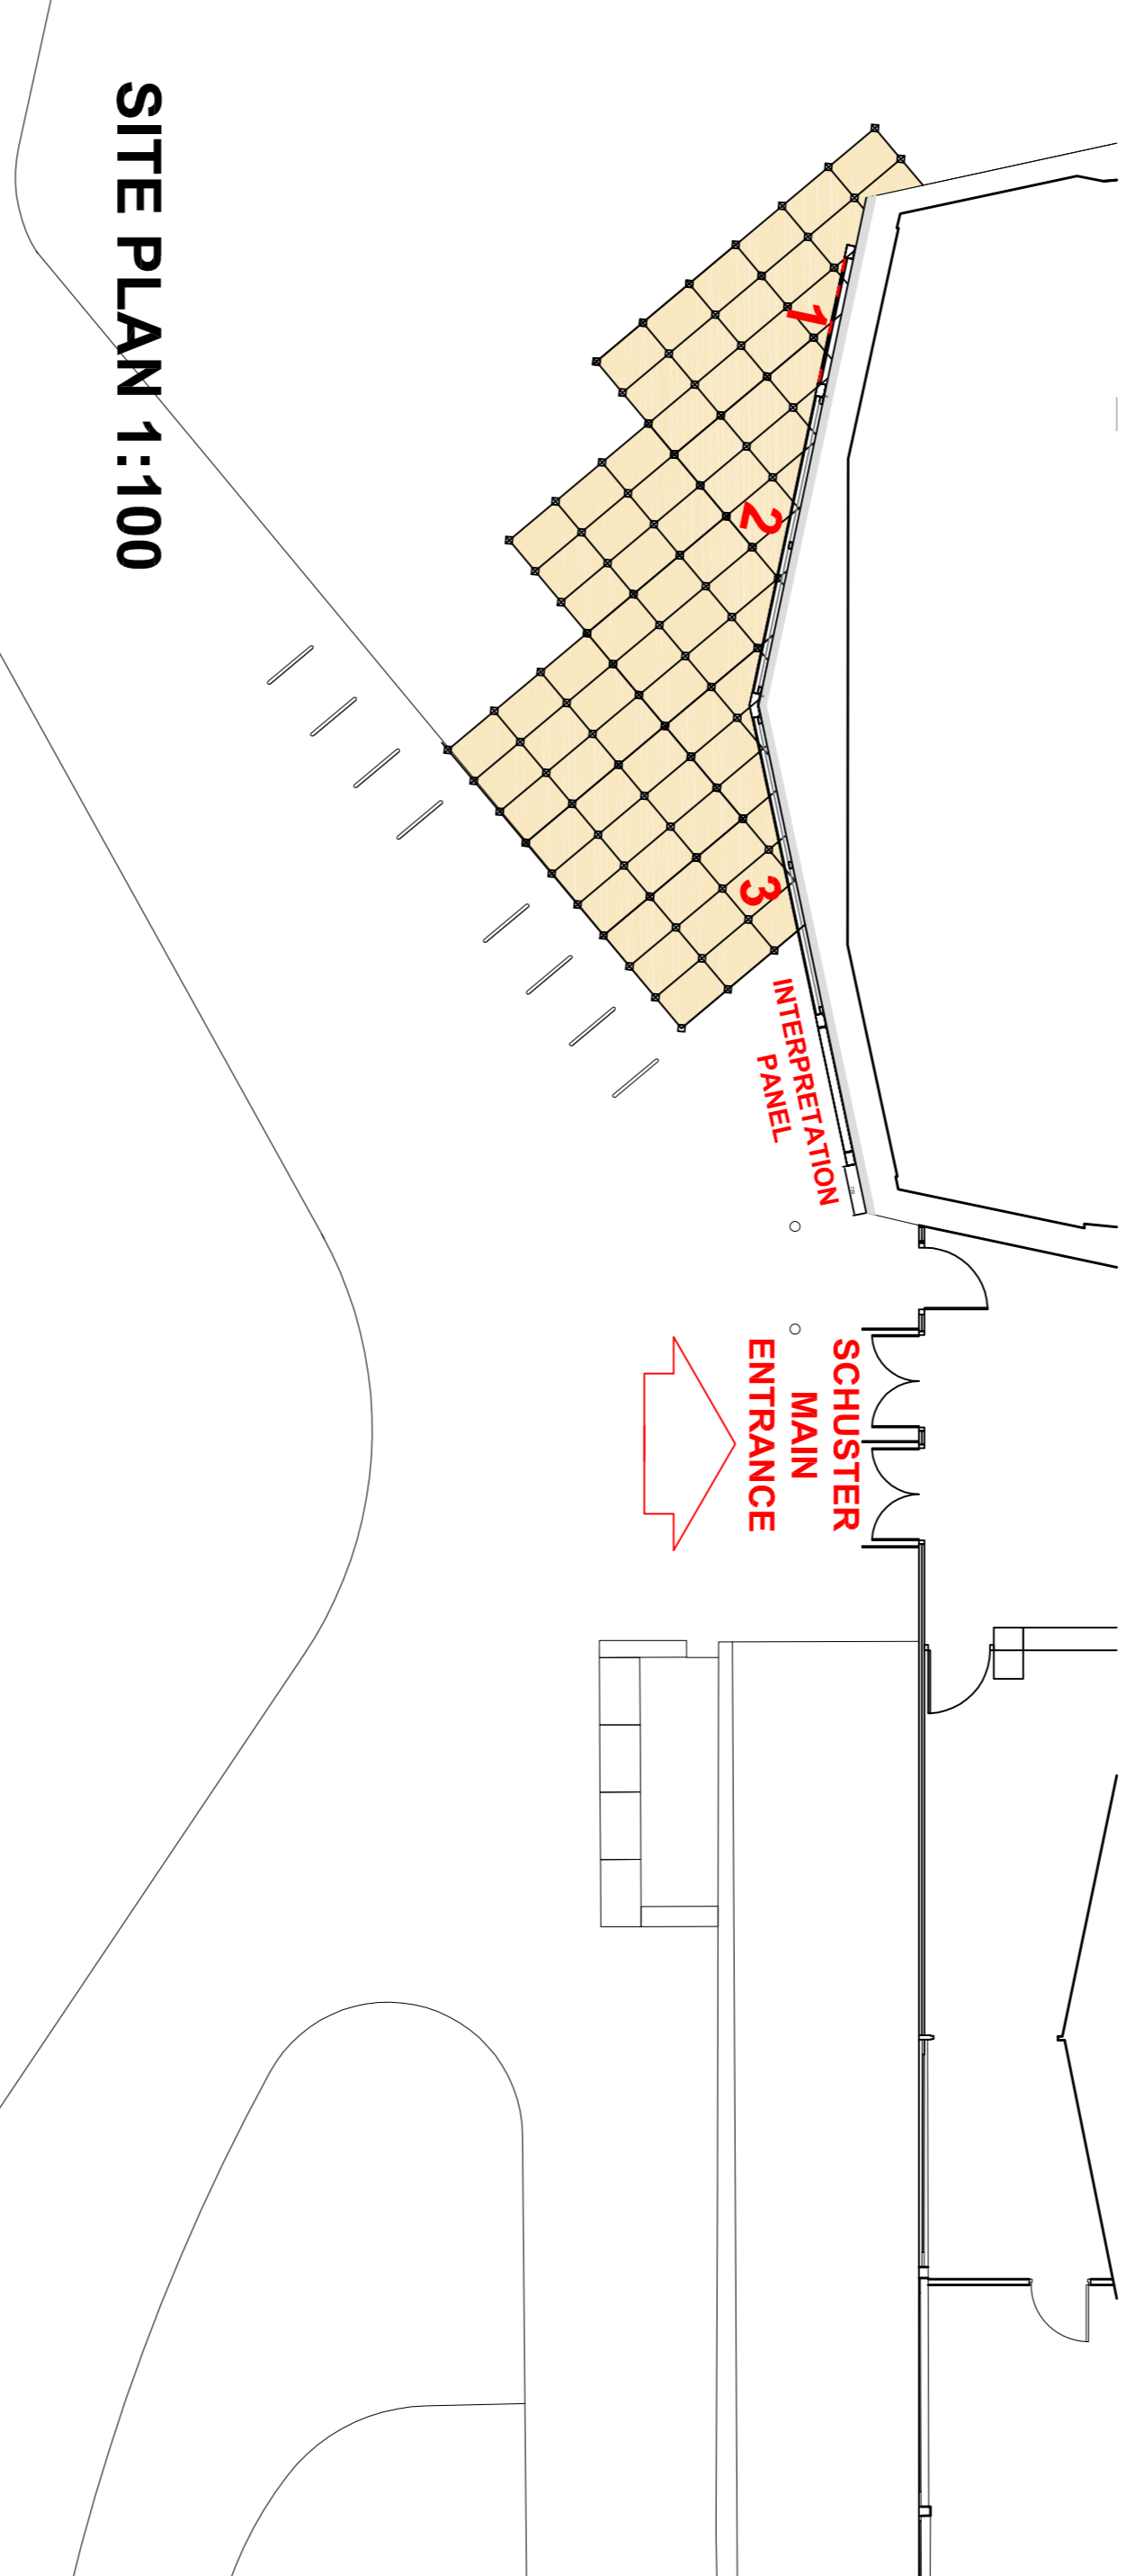 SITE PLAN 1:100
1
2
3
INTERPRETATION
PANEL
SCHUSTER
MAIN
ENTRANCE